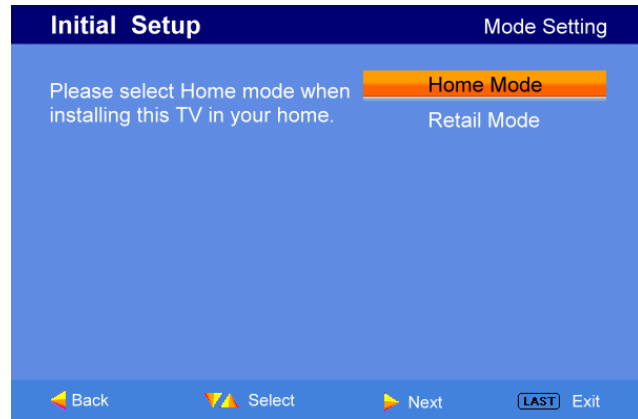 Initial Setup
Mode Setting
Please select Home mode when
installing this TV in your home.
Home Mode
Retail Mode
Back Select Next LAST Exit